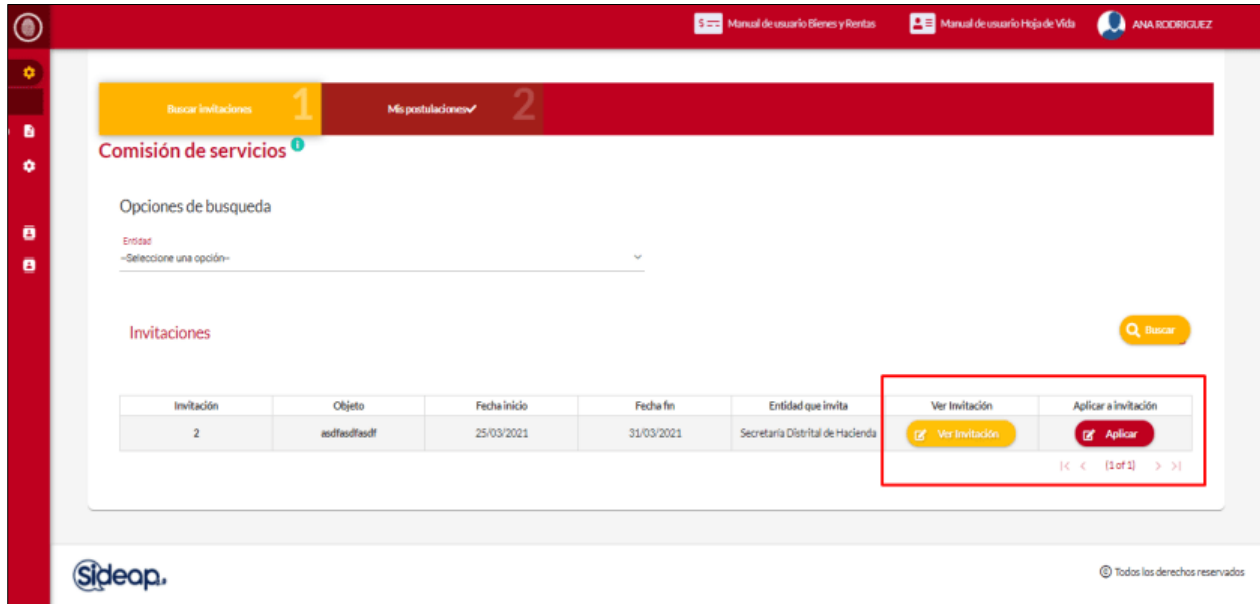 Manual de usuario Bienes y Rentas Manual de usuario Hoja de Vida ANA RODRIGUEZ
Buscar invitaciones 1 Mis postulaciones✔ 2
Comisión de servicios
Opciones de busqueda
Entidad
--Seleccione una opción--
Invitaciones Buscar
Invitación Objeto Fecha inicio Fecha fin Entidad que invita Ver Invitación Aplicar a invitación
2 asdfasdfasdf 25/03/2021 31/03/2021 Secretaría Distrital de Hacienda Ver Invitación Aplicar
(1 of 1)
Sideap.
© Todos los derechos reservados